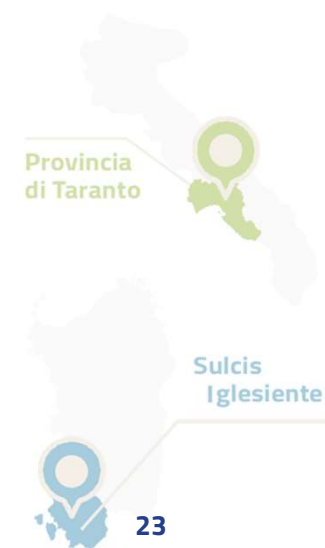 Provincia
di Taranto
Sulcis
Iglesiente
23